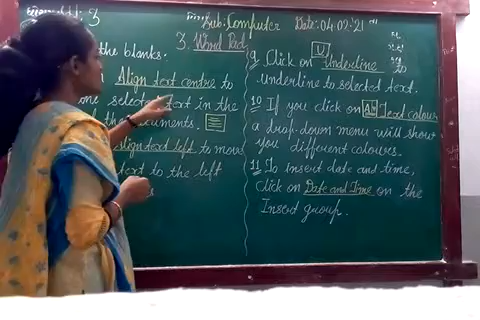 3
Sub: Computer Date: 04.02.'21
3. Word Pad
the blanks.
Align text centre to
one selected text in the
documents.
align text left to move
text to the left
9 Click on U Underline to
underline to selected text.
10 If you click on Text colour
a drop-down menu will show
you different colours.
11 To insert date and time,
click on Date and Time on the
Insert group.